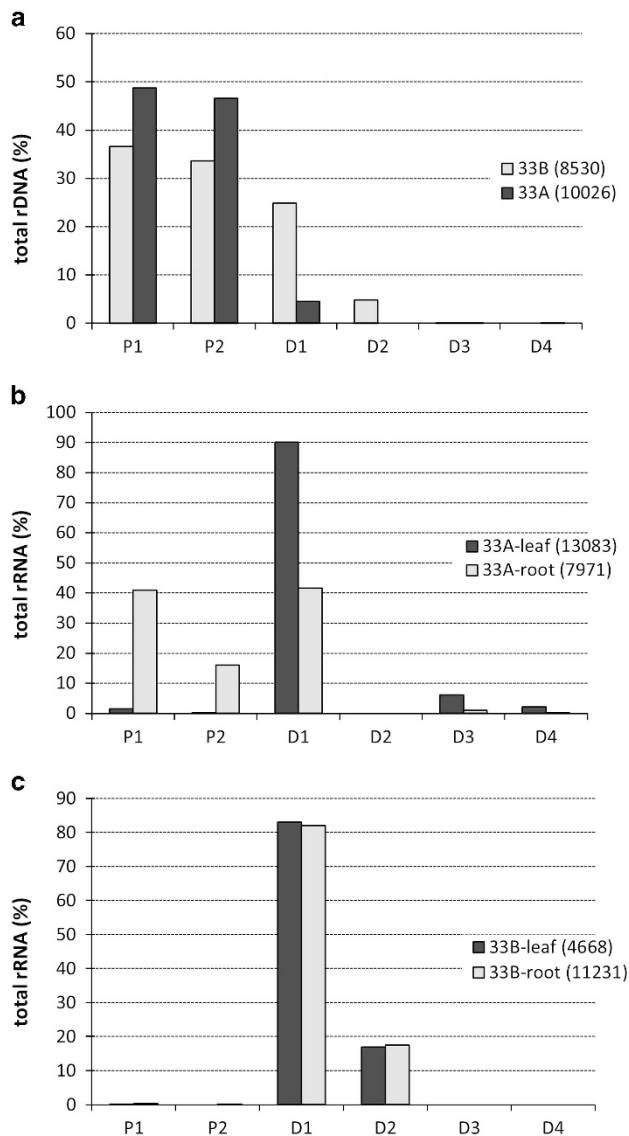 a
60
50
40
30
20
10
0
total rDNA (%)
33B (8530)
33A (10026)
P1 P2 D1 D2 D3 D4
b
100
90
80
70
60
50
40
30
20
10
0
total rRNA (%)
33A-leaf (13083)
33A-root (7971)
P1 P2 D1 D2 D3 D4
c
90
80
70
60
50
40
30
20
10
0
total rRNA (%)
33B-leaf (4668)
33B-root (11231)
P1 P2 D1 D2 D3 D4